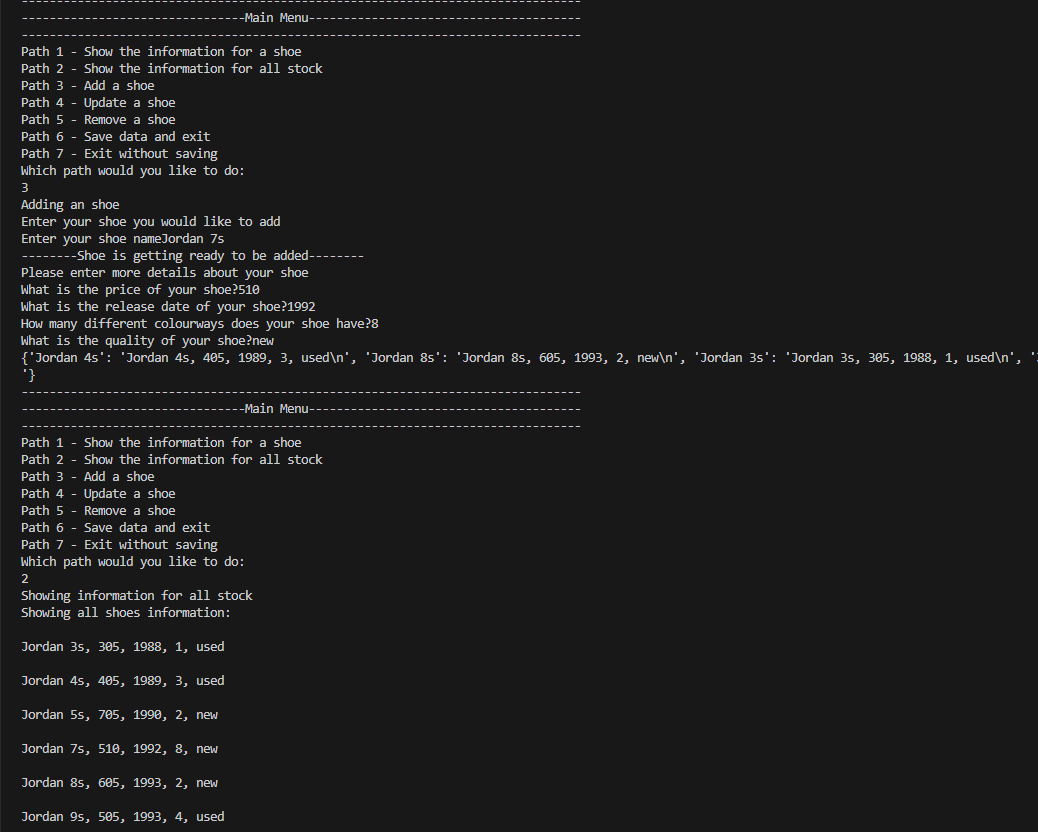 --------------------------------------------------------------------------------
--------------------------------Main Menu---------------------------------------
--------------------------------------------------------------------------------
Path 1 - Show the information for a shoe
Path 2 - Show the information for all stock
Path 3 - Add a shoe
Path 4 - Update a shoe
Path 5 - Remove a shoe
Path 6 - Save data and exit
Path 7 - Exit without saving
Which path would you like to do:
3
Adding an shoe
Enter your shoe you would like to add
Enter your shoe nameJordan 7s
--------Shoe is getting ready to be added--------
Please enter more details about your shoe
What is the price of your shoe?510
What is the release date of your shoe?1992
How many different colourways does your shoe have?8
What is the quality of your shoe?new
{'Jordan 4s': 'Jordan 4s, 405, 1989, 3, used\n', 'Jordan 8s': 'Jordan 8s, 605, 1993, 2, new\n', 'Jordan 3s': 'Jordan 3s, 305, 1988, 1, used\n', '
'}
--------------------------------------------------------------------------------
--------------------------------Main Menu---------------------------------------
--------------------------------------------------------------------------------
Path 1 - Show the information for a shoe
Path 2 - Show the information for all stock
Path 3 - Add a shoe
Path 4 - Update a shoe
Path 5 - Remove a shoe
Path 6 - Save data and exit
Path 7 - Exit without saving
Which path would you like to do:
2
Showing information for all stock
Showing all shoes information:
Jordan 3s, 305, 1988, 1, used
Jordan 4s, 405, 1989, 3, used
Jordan 5s, 705, 1990, 2, new
Jordan 7s, 510, 1992, 8, new
Jordan 8s, 605, 1993, 2, new
Jordan 9s, 505, 1993, 4, used